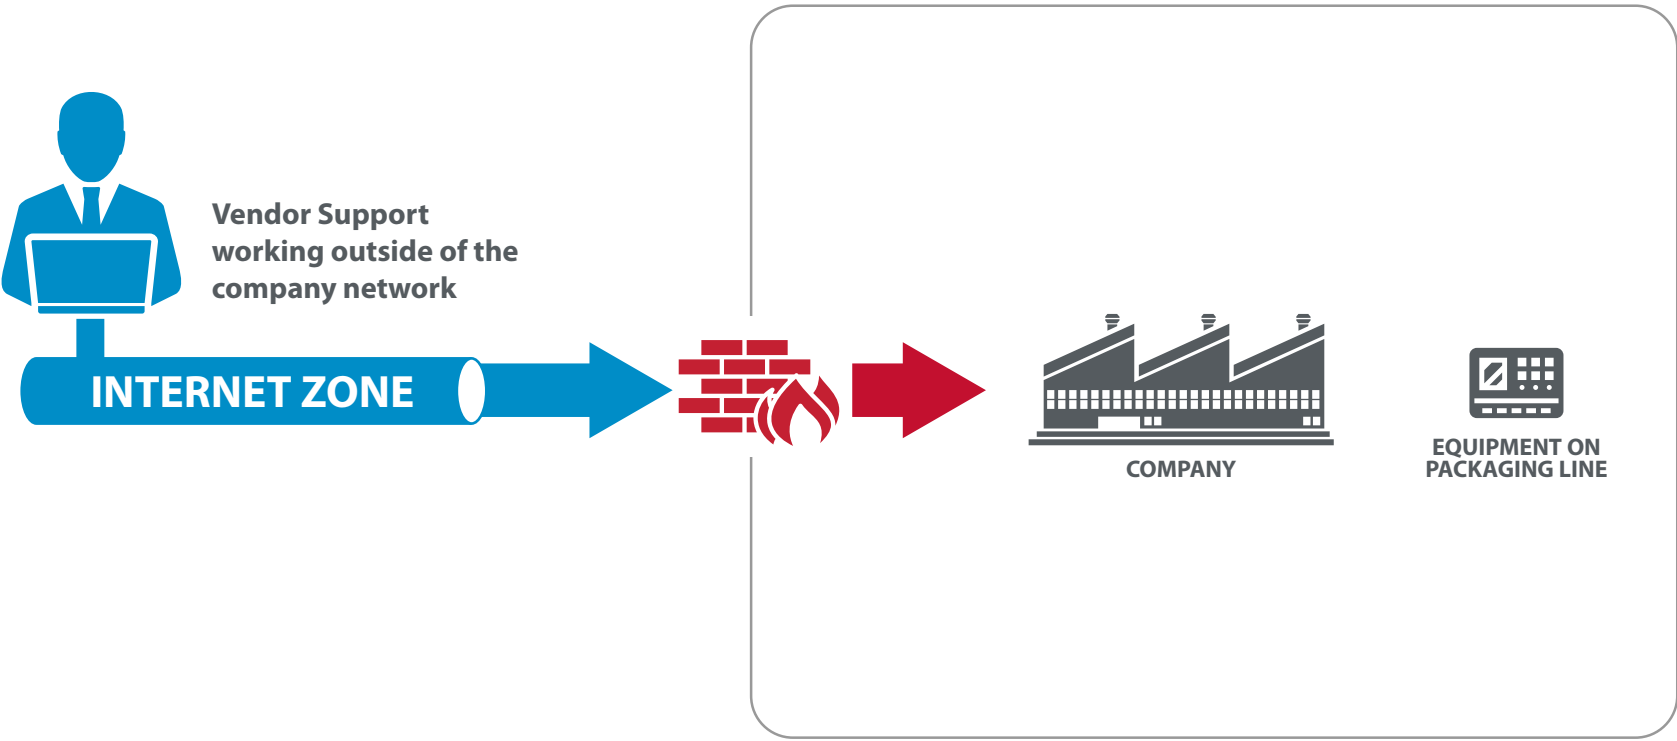 Vendor Support
working outside of the
company network
INTERNET ZONE
COMPANY
EQUIPMENT ON
PACKAGING LINE